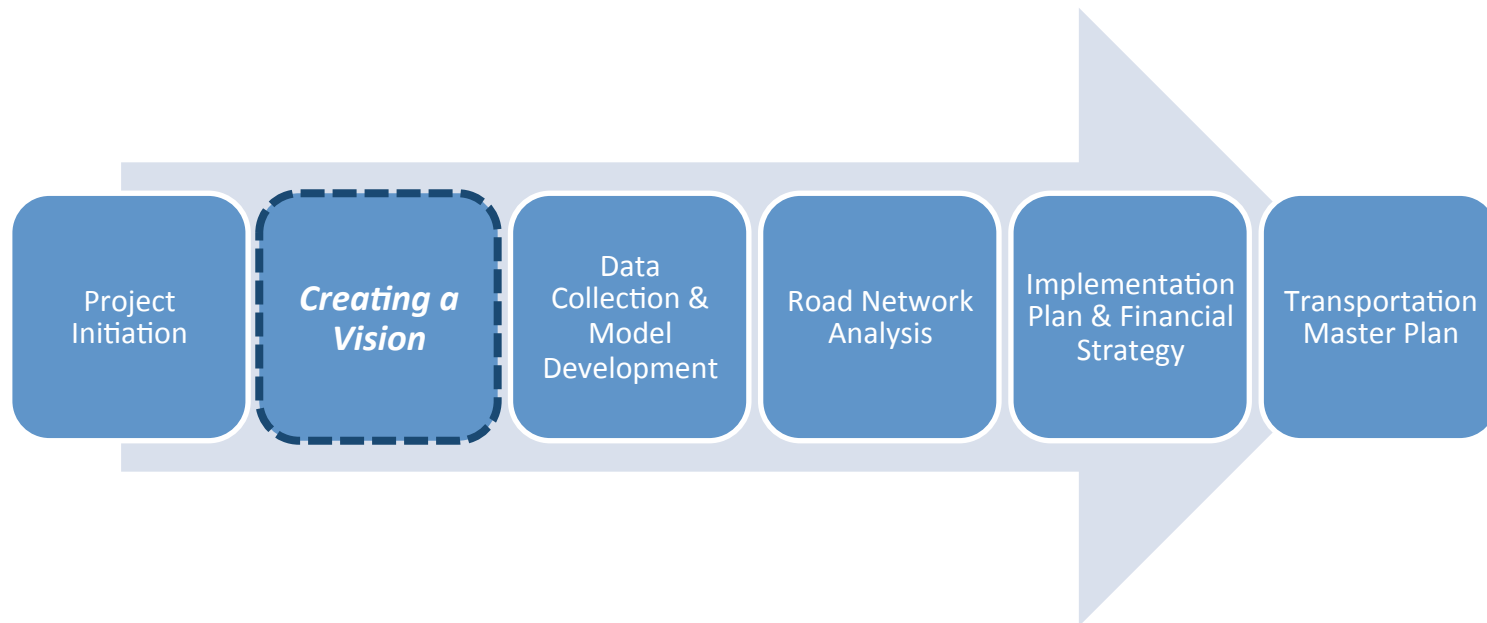 Project
Initiation
Creating a
Vision
Data
Collection &
Model
Development
Road Network
Analysis
Implementation
Plan & Financial
Strategy
Transportation
Master Plan